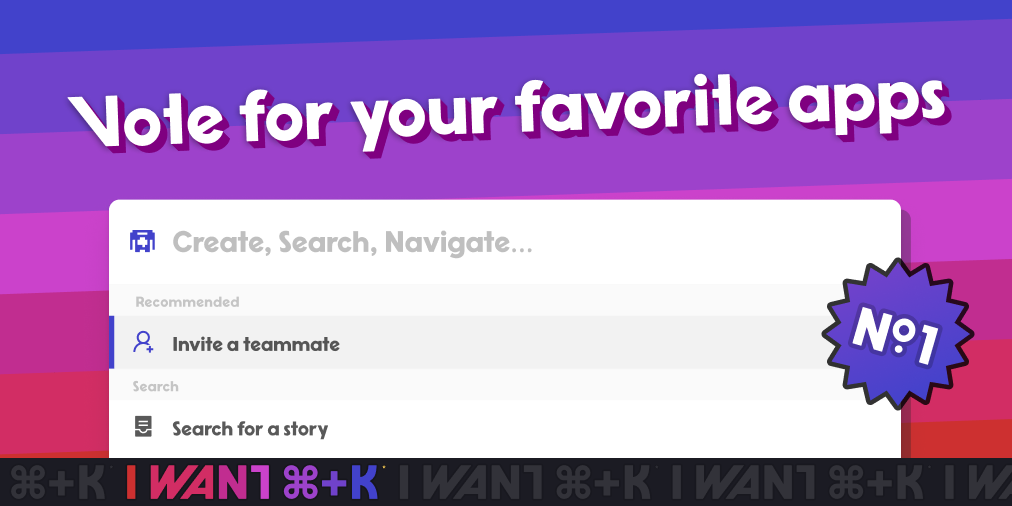 Vote for your favorite apps
Create, Search, Navigate...
Recommended
Invite a teammate
Nº1
Search
Search for a story
⌘+K I WANT ⌘+K I WANT ⌘+K I WANT ⌘+K I W